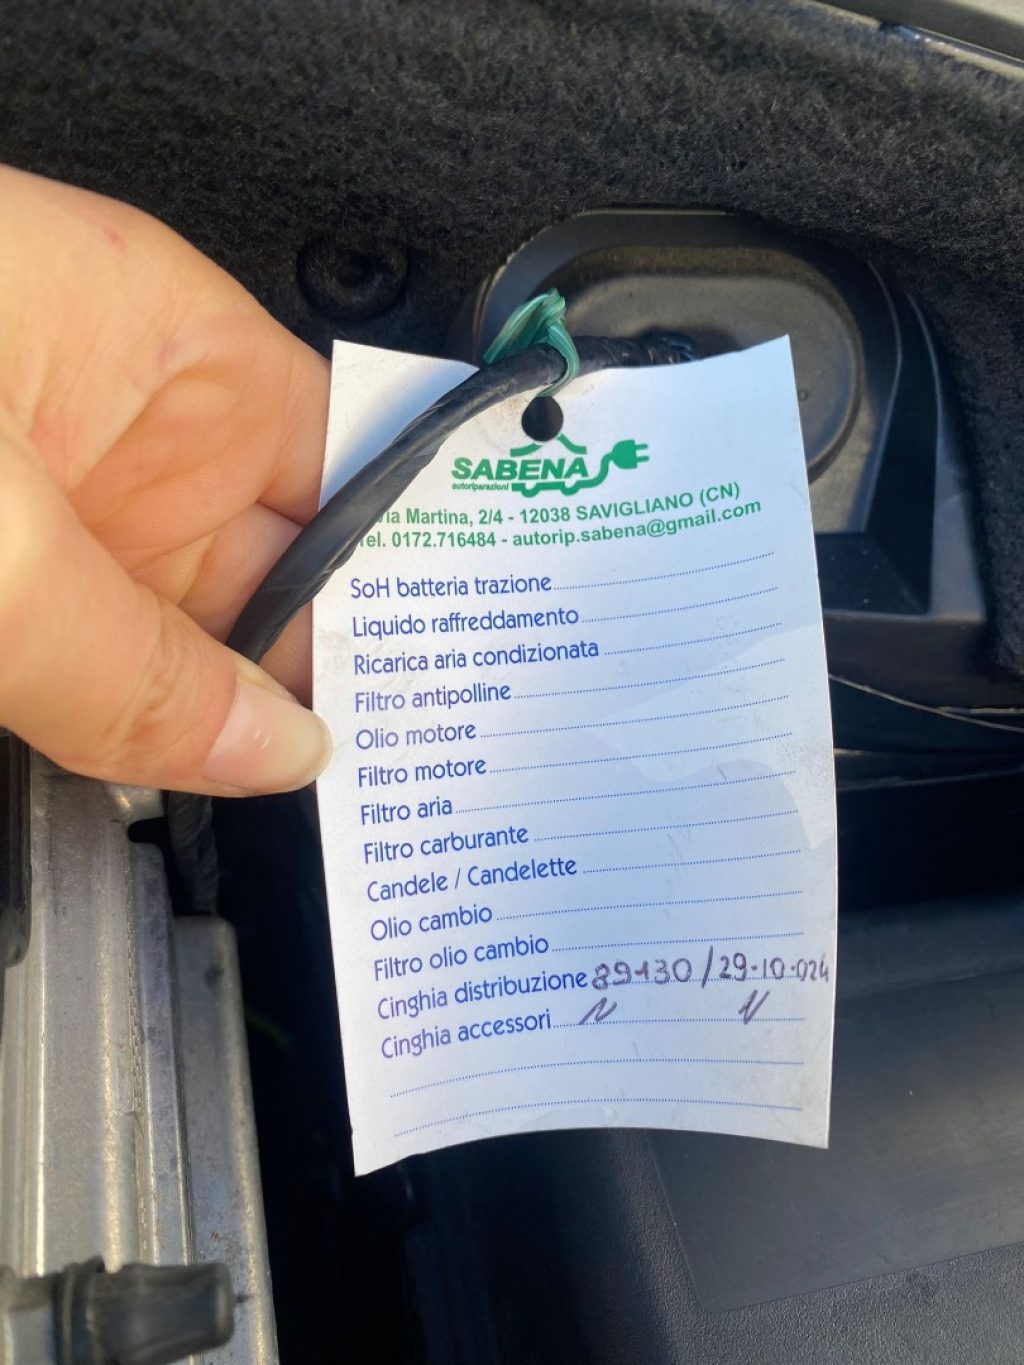 SABENA
autoriparazioni
Via Martina, 2/4 - 12038 SAVIGLIANO (CN)
Tel. 0172.716484 - autorip.sabena@gmail.com
SoH batteria trazione
Liquido raffreddamento
Ricarica aria condizionata
Filtro antipolline
Olio motore
Filtro motore
Filtro aria
Filtro carburante
Candele / Candelette
Olio cambio
Filtro olio cambio
Cinghia distribuzione 89130 / 29-10-024
Cinghia accessori